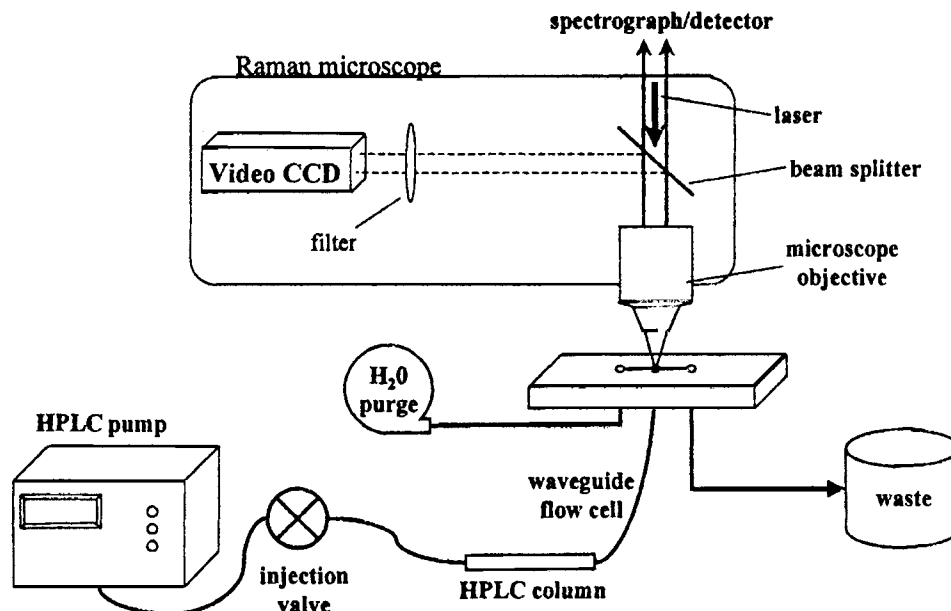 spectrograph/detector
Raman microscope
laser
Video CCD
beam splitter
filter
microscope
objective
H₂0
purge
HPLC pump
waveguide
flow cell
waste
injection
valve
HPLC column